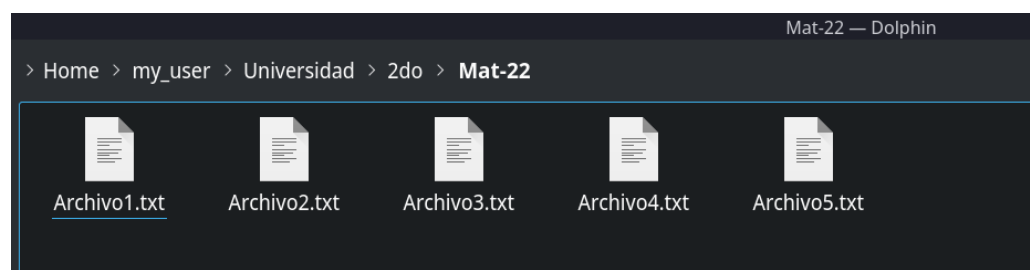 Mat-22 — Dolphin
> Home > my_user > Universidad > 2do > Mat-22
Archivo1.txt Archivo2.txt Archivo3.txt Archivo4.txt Archivo5.txt